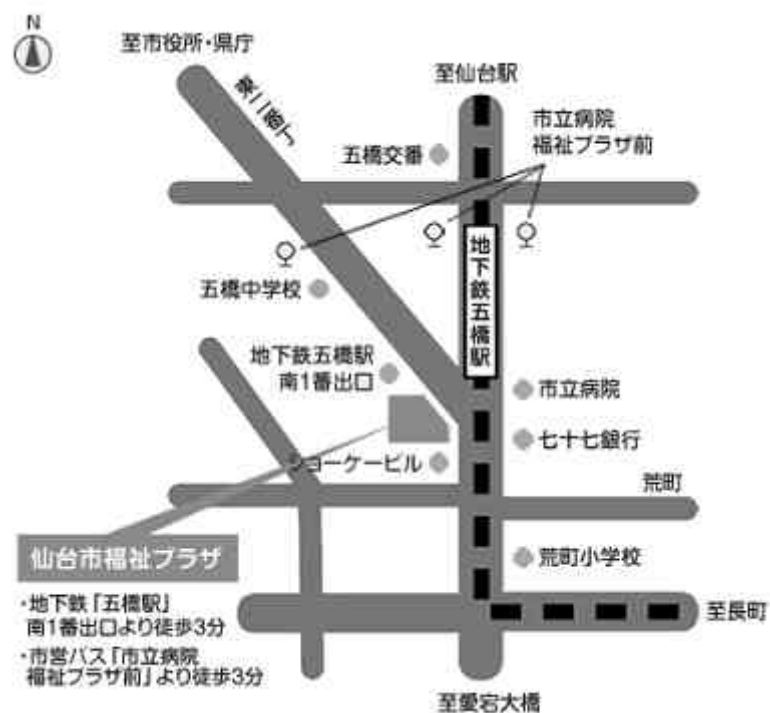 N
至市役所・県庁
東二番丁
至仙台駅
市立病院
福祉プラザ前
五橋交番
地下鉄五橋駅
五橋中学校
地下鉄五橋駅
南1番出口
市立病院
七十七銀行
ショーケービル
荒町
仙台市福祉プラザ
荒町小学校
・地下鉄「五橋駅」
南1番出口より徒歩3分
・市営バス「市立病院
福祉プラザ前」より徒歩3分
至長町
至愛宕大橋